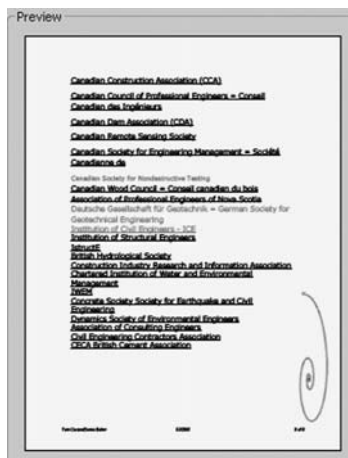 Preview
Canadian Construction Association (CCA)
Canadian Council of Professional Engineers = Conseil
Canadian des Ingénieurs
Canadian Dam Association (CDA)
Canadian Remote Sensing Society
Canadian Society for Engineering Management = Société
Canadienne de
Canadian Society for Nondestructive Testing
Canadian Wood Council = Conseil canadien du bois
Association of Professional Engineers of Nova Scotia
Deutsche Gesellschaft für Geotechnik = German Society for
Geotechnical Engineering
Institution of Civil Engineers - ICE
Institution of Structural Engineers
IstructE
British Hydrological Society
Construction Industry Research and Information Association
Chartered Institution of Water and Environmental
Management
IWEM
Concrete Society Society for Earthquake and Civil
Engineering
Dynamics Society of Environmental Engineers
Association of Consulting Engineers
Civil Engineering Contractors Association
CECA British Cement Association